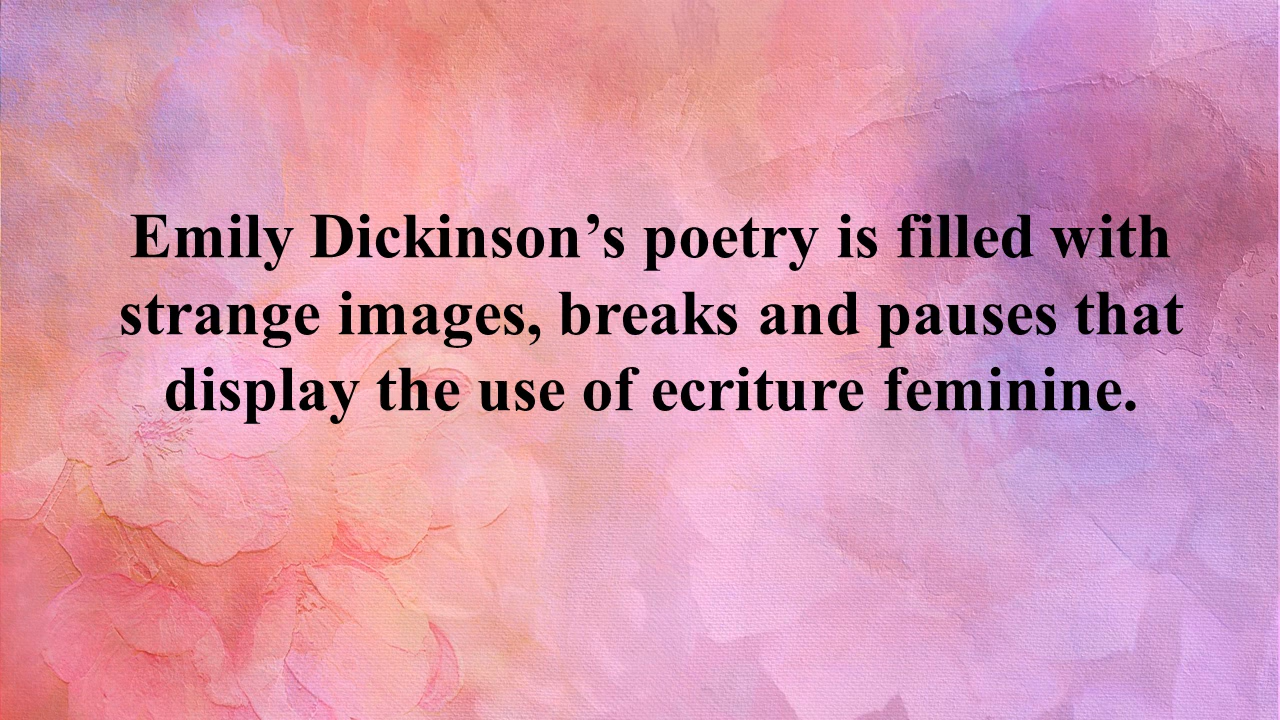 Emily Dickinson’s poetry is filled with
strange images, breaks and pauses that
display the use of ecriture feminine.